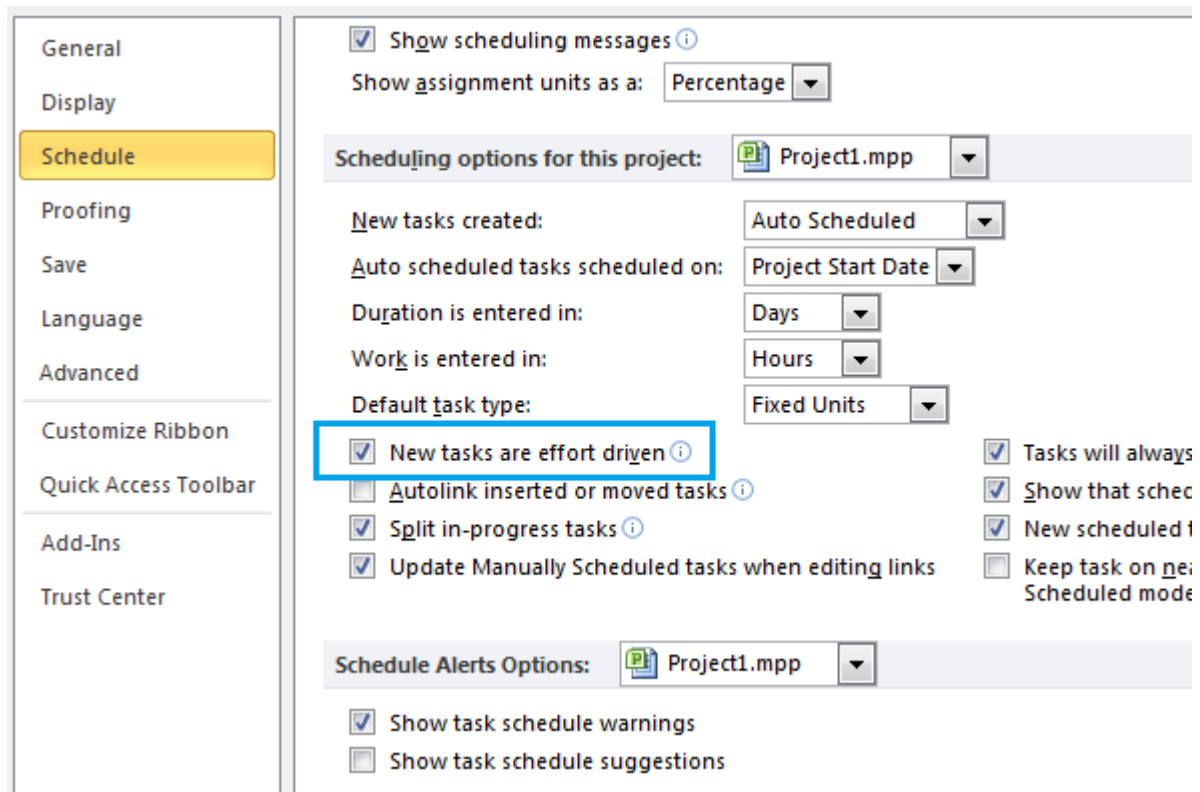 General
Display
Schedule
Proofing
Save
Language
Advanced
Customize Ribbon
Quick Access Toolbar
Add-Ins
Trust Center
Show scheduling messages
Show assignment units as a: Percentage
Scheduling options for this project: Project1.mpp
New tasks created: Auto Scheduled
Auto scheduled tasks scheduled on: Project Start Date
Duration is entered in: Days
Work is entered in: Hours
Default task type: Fixed Units
New tasks are effort driven Tasks will always
Autolink inserted or moved tasks Show that sched
Split in-progress tasks New scheduled t
Update Manually Scheduled tasks when editing links Keep task on nea
Scheduled mode
Schedule Alerts Options: Project1.mpp
Show task schedule warnings
Show task schedule suggestions